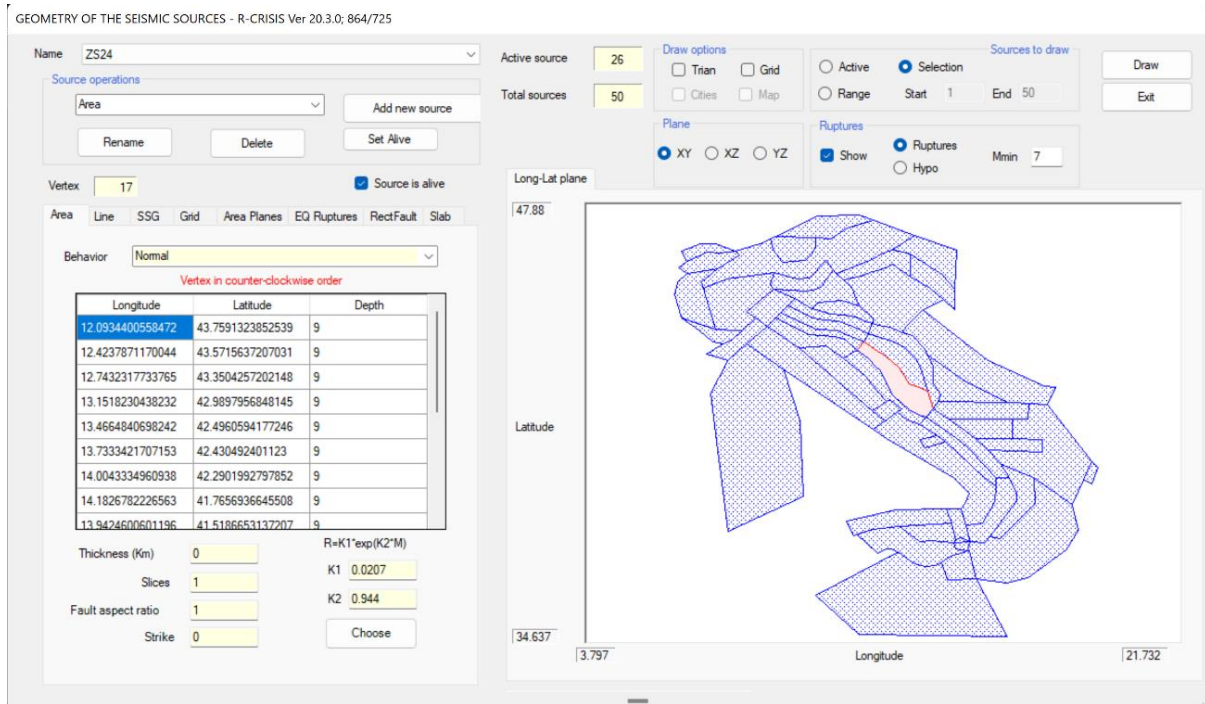 GEOMETRY OF THE SEISMIC SOURCES - R-CRISIS Ver 20.3.0; 864/725
Name ZS24
Source operations
Area Add new source
Rename Delete Set Alive
Vertex 17 Source is alive
Area Line SSG Grid Area Planes EQ Ruptures RectFault Slab
Behavior Normal
Vertex in counter-clockwise order
Longitude Latitude Depth
12.0934400558472 43.7591323852539 9
12.4237871170044 43.5715637207031 9
12.7432317733765 43.3504257202148 9
13.1518230438232 42.9897956848145 9
13.4664840698242 42.4960594177246 9
13.7333421707153 42.430492401123 9
14.0043334960938 42.2901992797852 9
14.1826782226563 41.7656936645508 9
13.9424600601196 41.5186653137207 9
Thickness (Km) 0
Slices 1
Fault aspect ratio 1
Strike 0
R=K1*exp(K2*M)
K1 0.0207
K2 0.944
Choose
Active source 26
Total sources 50
Draw options
Trian Grid
Cities Map
Sources to draw
Active Selection
Range Start 1 End 50
Draw
Exit
Plane
XY XZ YZ
Ruptures
Show Ruptures
Hypo
Mmin 7
Long-Lat plane
47.88
Latitude
34.637
3.797 Longitude 21.732